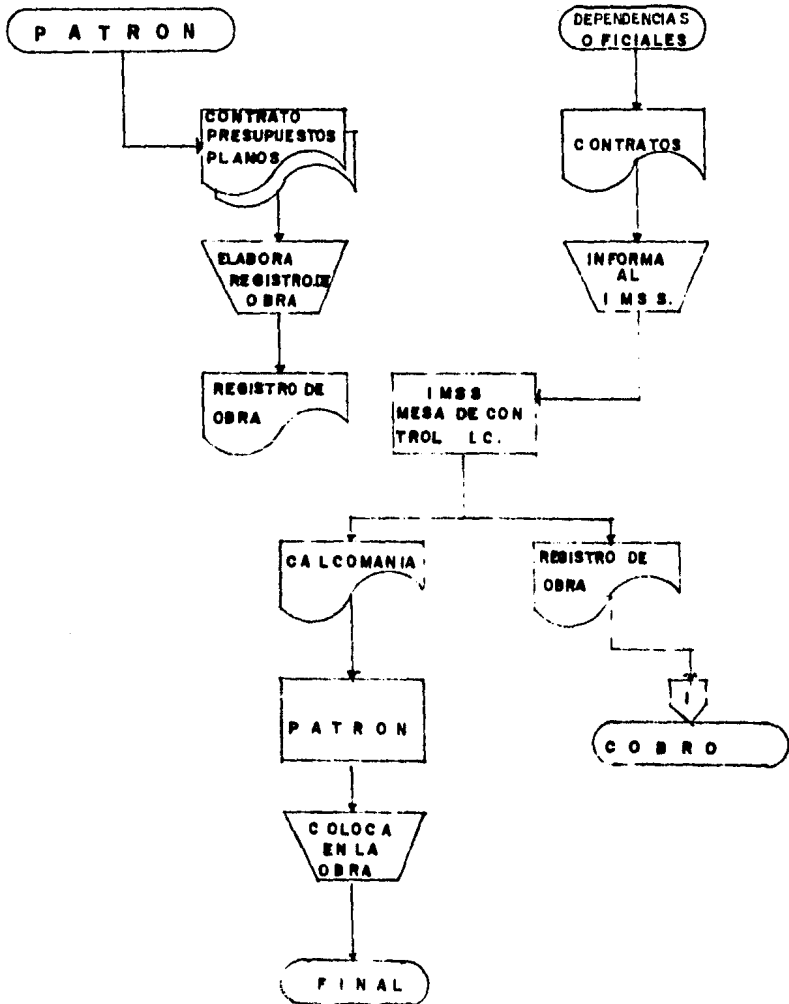 PATRON
DEPENDENCIAS
OFICIALES
CONTRATO
PRESUPUESTOS
PLANOS
CONTRATOS
ELABORA
REGISTRO DE
OBRA
INFORMA
AL
IMSS.
REGISTRO DE
OBRA
IMSS
MESA DE CON
TROL I.C.
CALCOMANIA
REGISTRO DE
OBRA
PATRON
1
COBRO
COLOCA
EN LA
OBRA
FINAL